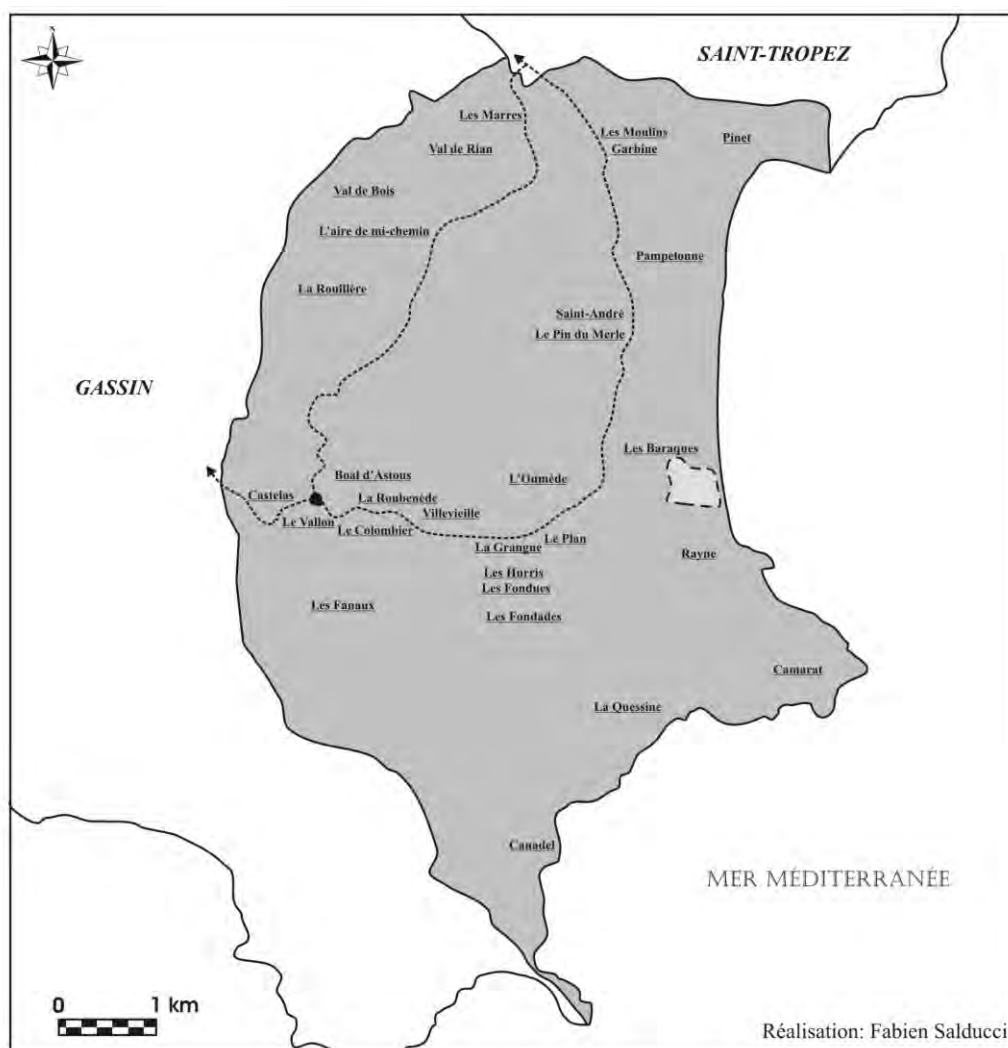 SAINT-TROPEZ
Les Marres
Les Moulins
Garbine
Pinet
Val de Rian
Val de Bois
L'aire de mi-chemin
Pampelonne
La Rouillère
Saint-André
Le Pin du Merle
GASSIN
Les Baraques
Boal d'Astous
L'Oumède
Castelas
La Roubenède
Villevieille
Le Vallon
Le Colombier
Le Plan
La Grangue
Rayne
Les Hurris
Les Fondues
Les Fanaux
Les Fondades
Camarat
La Quessine
Canadel
MER MÉDITERRANÉE
0 1 km
Réalisation: Fabien Salducci